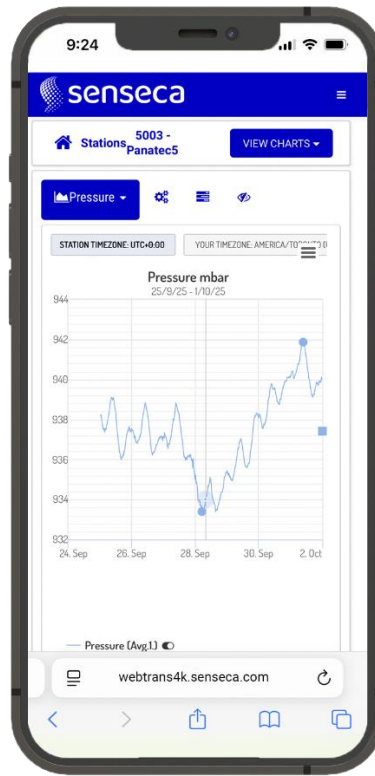 9:24
senseca
Stations 5003 - Panatec5
VIEW CHARTS
Pressure
STATION TIMEZONE: UTC+0:00
YOUR TIMEZONE: AMERICA/TORONTO
Pressure mbar
25/9/25 - 1/10/25
944
942
940
938
936
934
932
24. Sep 26. Sep 28. Sep 30. Sep 2. Oct
Pressure (Avg.1.)
webtrans4k.senseca.com